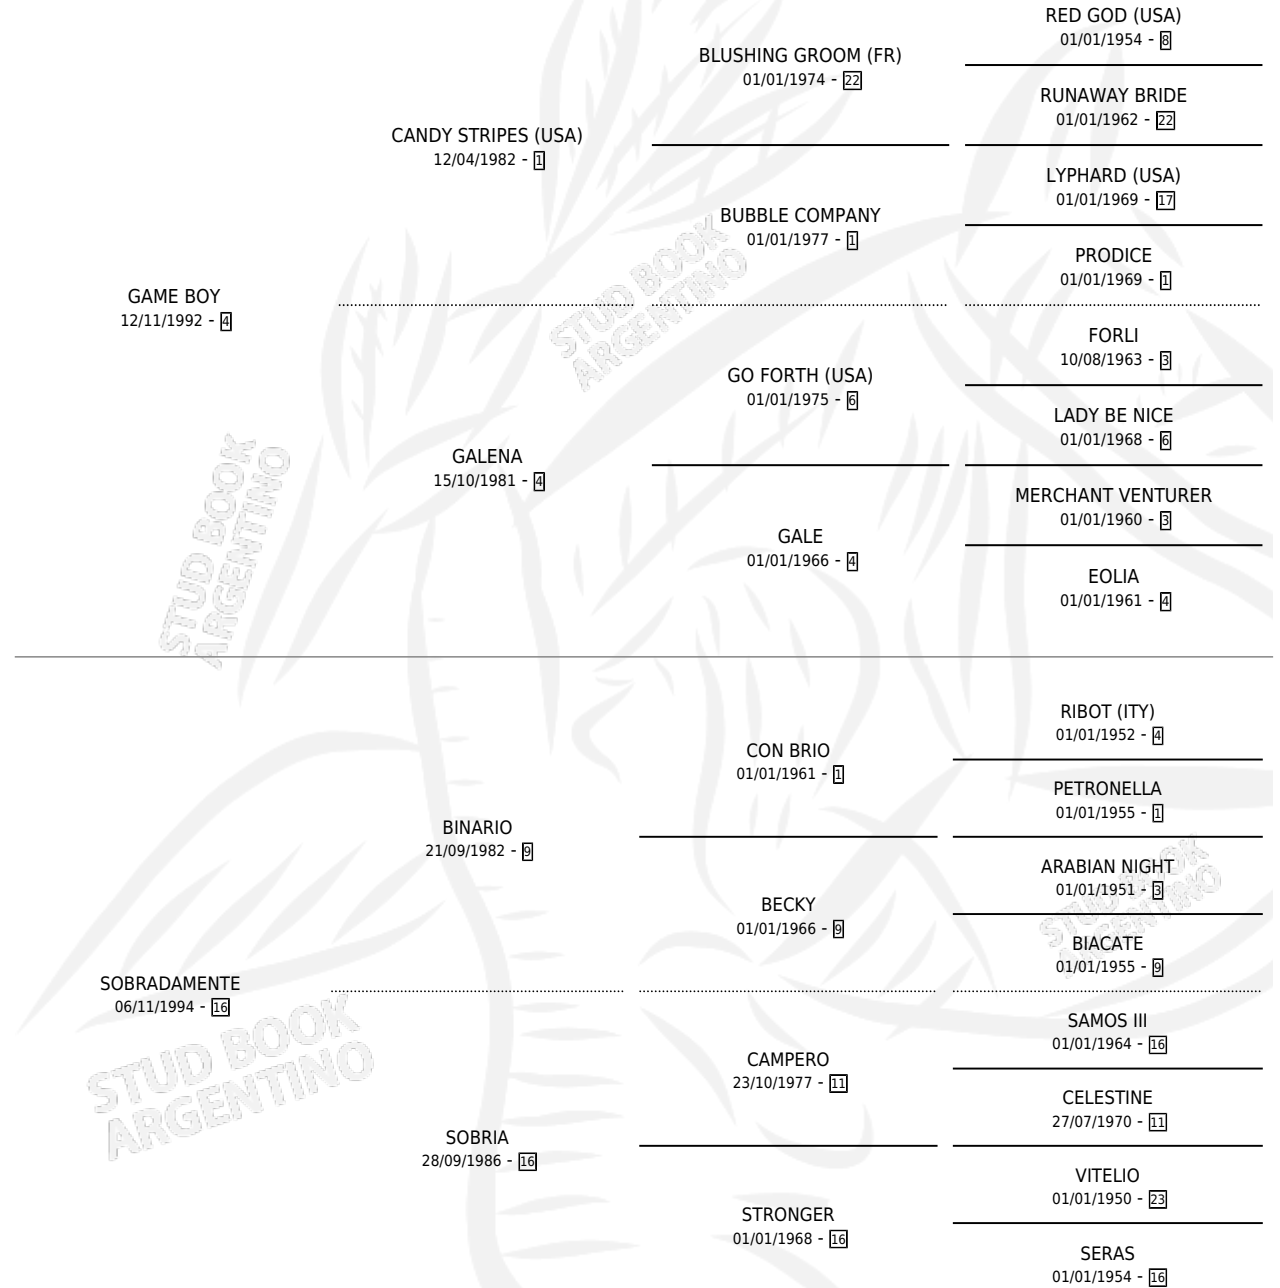 RED GOD (USA)
01/01/1954 - 8
BLUSHING GROOM (FR)
01/01/1974 - 22
RUNAWAY BRIDE
01/01/1962 - 22
CANDY STRIPES (USA)
12/04/1982 - 1
LYPHARD (USA)
01/01/1969 - 17
BUBBLE COMPANY
01/01/1977 - 1
PRODICE
01/01/1969 - 1
GAME BOY
12/11/1992 - 4
FORLI
10/08/1963 - 3
GO FORTH (USA)
01/01/1975 - 6
LADY BE NICE
01/01/1968 - 6
GALENA
15/10/1981 - 4
MERCHANT VENTURER
01/01/1960 - 3
GALE
01/01/1966 - 4
EOLIA
01/01/1961 - 4
STUD BOOK
ARGENTINO
STUD BOOK
ARGENTINO
RIBOT (ITY)
01/01/1952 - 4
CON BRIO
01/01/1961 - 1
PETRONELLA
01/01/1955 - 1
BINARIO
21/09/1982 - 9
ARABIAN NIGHT
01/01/1951 - 3
BECKY
01/01/1966 - 9
BIACATE
01/01/1955 - 9
STUD BOOK
ARGENTINO
SOBRADAMENTE
06/11/1994 - 16
SAMOS III
01/01/1964 - 16
CAMPERO
23/10/1977 - 11
CELESTINE
27/07/1970 - 11
STUD BOOK
ARGENTINO
SOBRIA
28/09/1986 - 16
VITELIO
01/01/1950 - 23
STRONGER
01/01/1968 - 16
SERAS
01/01/1954 - 16